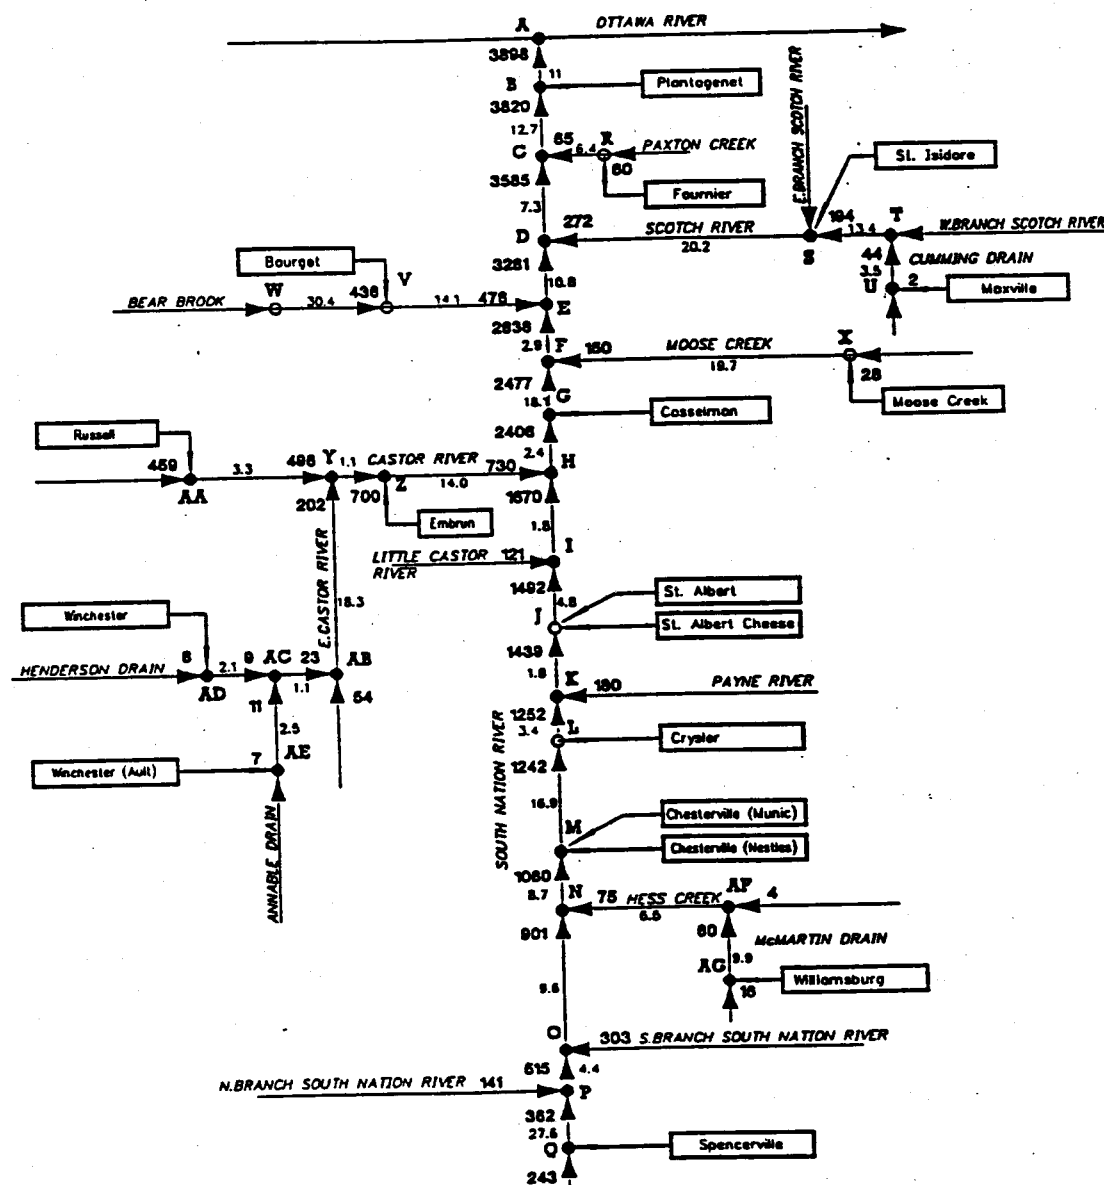 A OTTAWA RIVER
3898
11
B Plantagenet
3820
12.7
65 R PAXTON CREEK
C 6.4 60
Fournier
3585
7.3
E.BRANCH SCOTCH RIVER
St. Isidore
D 272 SCOTCH RIVER 194 T W.BRANCH SCOTCH RIVER
20.2 S 13.4
44 CUMMING DRAIN
3.5
U 2 Maxville
3281
10.8
Bourget
BEAR BROOK W 30.4 436 V 14.1 476 E
2638
2.9 F 150 MOOSE CREEK X
19.7 28
Moose Creek
2477
18.1 G Casselman
2406
2.4 H
Russell
459 3.3 496 Y 1.1 CASTOR RIVER 730
AA 202 700 Z 14.0
Embrun
1670
1.8
LITTLE CASTOR 121 I
RIVER
1492
4.8 St. Albert
J St. Albert Cheese
1439
1.8
E.CASTOR RIVER
18.3
Winchester
HENDERSON DRAIN 8 2.1 9 AC 23 AB
AD 1.1
11 54
2.5
7 AE
Winchester (Ault)
ANNABLE DRAIN
K 180 PAYNE RIVER
1252
3.4 L Crysler
1242
SOUTH NATION RIVER
16.9
M Chesterville (Munic)
Chesterville (Nestles)
1060
8.7 N 75 HESS CREEK AF 4
6.5
901 60 McMARTIN DRAIN
9.9
AG Williamsburg
16
9.6
O 303 S.BRANCH SOUTH NATION RIVER
615 4.4
N.BRANCH SOUTH NATION RIVER 141 P
362
27.6
Q Spencerville
243